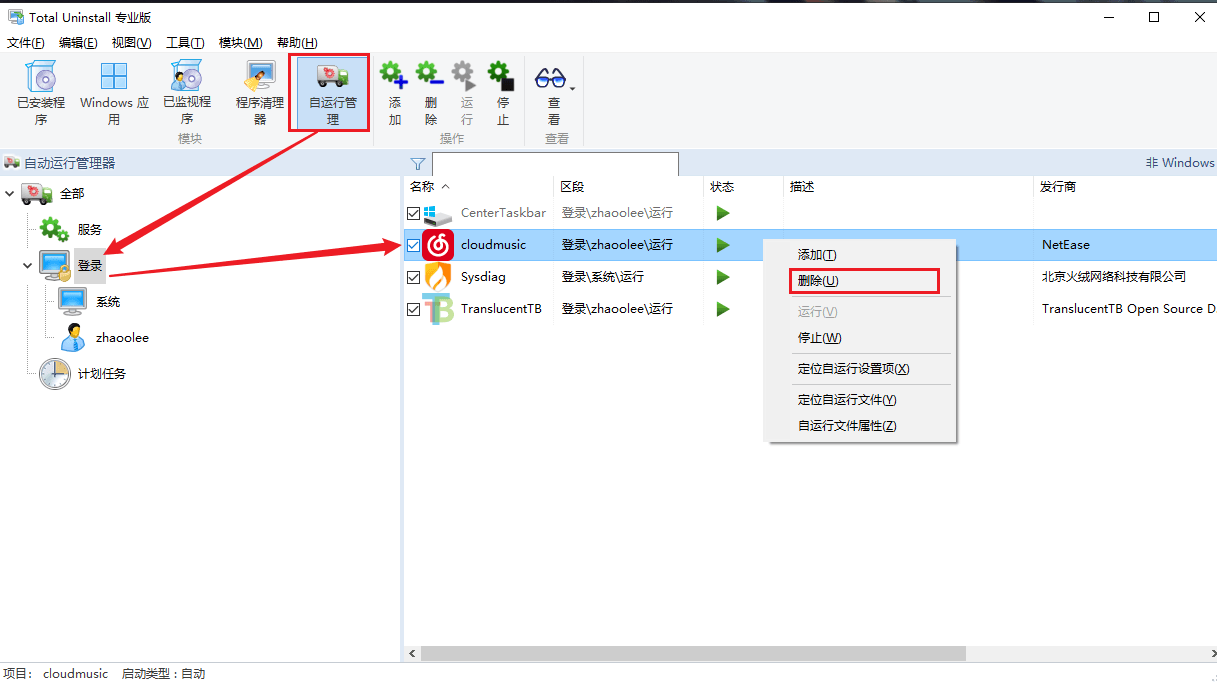 Total Uninstall 专业版
文件(F) 编辑(E) 视图(V) 工具(T) 模块(M) 帮助(H)
已安装程序
Windows 应用
已监视程序
程序清理器
自运行管理
添加
删除
运行
停止
查看
模块
操作
查看
自动运行管理器
非 Windows
全部
服务
登录
系统
zhaoolee
计划任务
名称 区段 状态 描述 发行商
CenterTaskbar 登录\zhaoolee\运行
cloudmusic 登录\zhaoolee\运行 NetEase
Sysdiag 登录\系统\运行 北京火绒网络科技有限公司
TranslucentTB 登录\zhaoolee\运行 TranslucentTB Open Source D
添加(T)
删除(U)
运行(V)
停止(W)
定位自运行设置项(X)
定位自运行文件(Y)
自运行文件属性(Z)
项目: cloudmusic 启动类型 : 自动